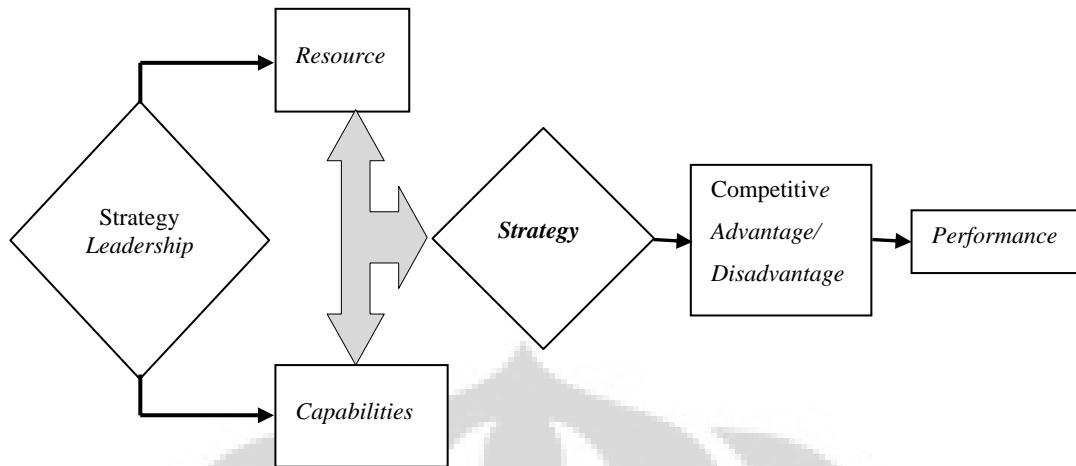 Resource
Strategy
Leadership
Strategy
Competitive
Advantage/
Disadvantage
Performance
Capabilities